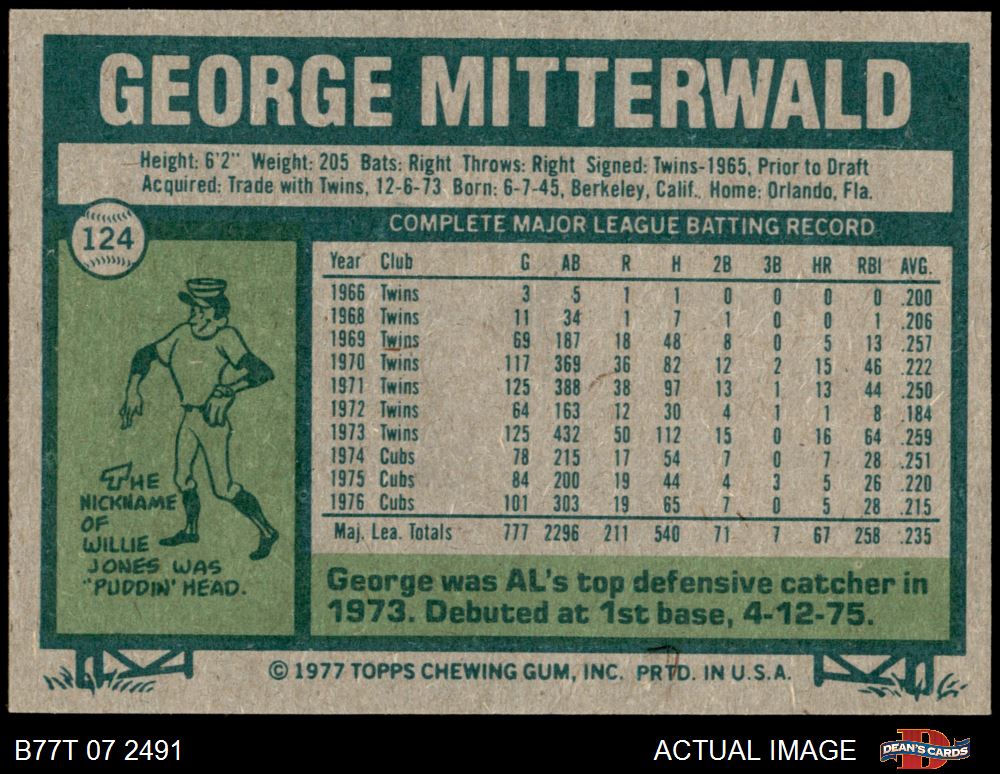 GEORGE MITTERWALD
Height: 6'2" Weight: 205 Bats: Right Throws: Right Signed: Twins-1965, Prior to Draft
Acquired: Trade with Twins, 12-6-73 Born: 6-7-45, Berkeley, Calif. Home: Orlando, Fla.
124
COMPLETE MAJOR LEAGUE BATTING RECORD
Year Club G AB R H 2B 3B HR RBI AVG.
1966 Twins 3 5 1 1 0 0 0 0 .200
1968 Twins 11 34 1 7 1 0 0 1 .206
1969 Twins 69 187 18 48 8 0 5 13 .257
1970 Twins 117 369 36 82 12 2 15 46 .222
1971 Twins 125 388 38 97 13 1 13 44 .250
1972 Twins 64 163 12 30 4 1 1 8 .184
1973 Twins 125 432 50 112 15 0 16 64 .259
1974 Cubs 78 215 17 54 7 0 7 28 .251
1975 Cubs 84 200 19 44 4 3 5 26 .220
1976 Cubs 101 303 19 65 7 0 5 28 .215
Maj. Lea. Totals 777 2296 211 540 71 7 67 258 .235
THE
NICKNAME
OF
WILLIE
JONES WAS
"PUDDIN' HEAD.
George was AL's top defensive catcher in
1973. Debuted at 1st base, 4-12-75.
© 1977 TOPPS CHEWING GUM, INC. PRTD. IN U.S.A.
B77T 07 2491
ACTUAL IMAGE
DEAN'S CARDS